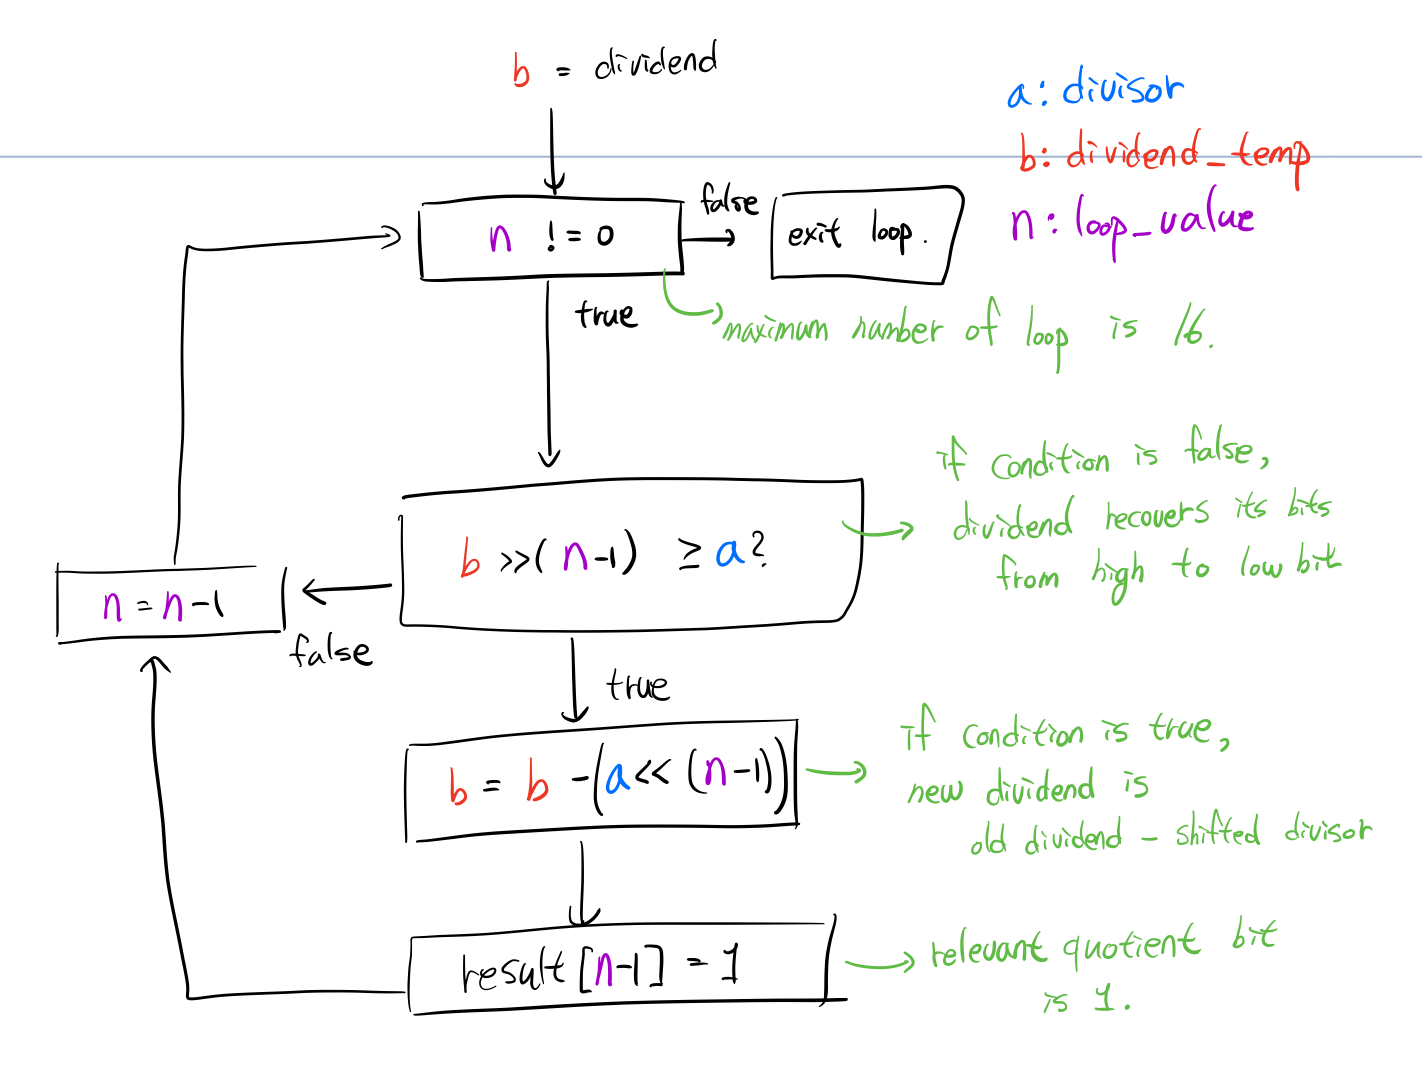 b = dividend
a: divisor
b: dividend_temp
n: loop_value
n != 0
false
exit loop.
true
maximum number of loop is 16.
b >>(n-1) ≥ a?
if condition is false,
dividend recovers its bits
from high to low bit
n = n-1
false
true
b = b -(a<< (n-1))
if condition is true,
new dividend is
old dividend - shifted divisor
result [n-1] = 1
relevant quotient bit
is 1.